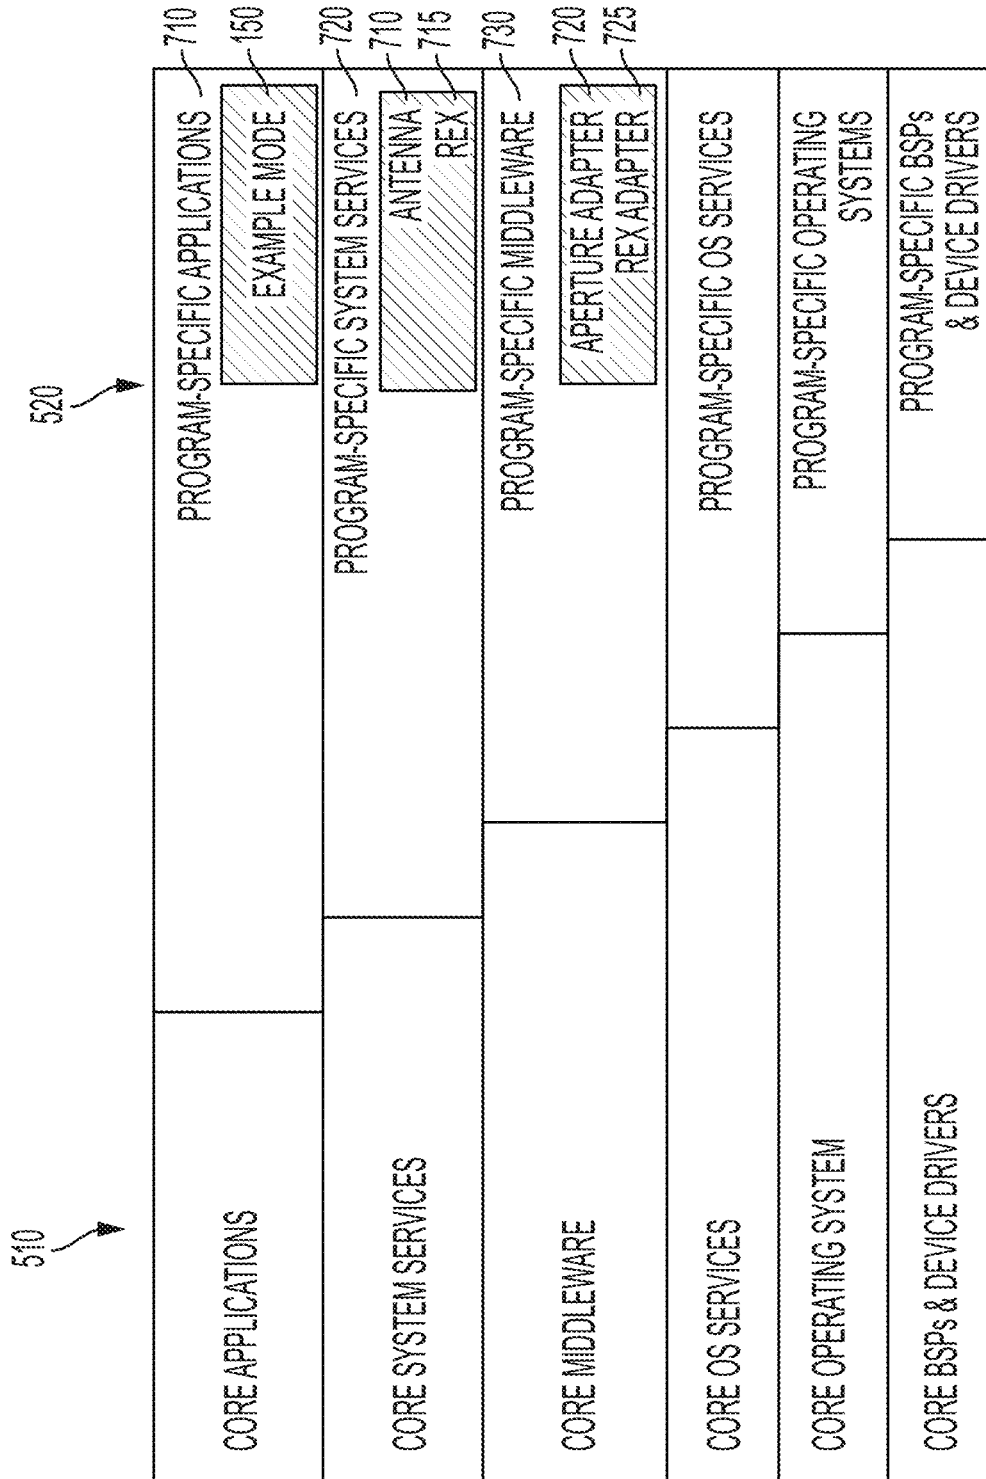 510
520
CORE APPLICATIONS
PROGRAM-SPECIFIC APPLICATIONS
710
EXAMPLE MODE
150
CORE SYSTEM SERVICES
PROGRAM-SPECIFIC SYSTEM SERVICES
720
ANTENNA
710
REX
715
CORE MIDDLEWARE
PROGRAM-SPECIFIC MIDDLEWARE
730
APERTURE ADAPTER
720
REX ADAPTER
725
CORE OS SERVICES
PROGRAM-SPECIFIC OS SERVICES
CORE OPERATING SYSTEM
PROGRAM-SPECIFIC OPERATING
SYSTEMS
CORE BSPs & DEVICE DRIVERS
PROGRAM-SPECIFIC BSPs
& DEVICE DRIVERS